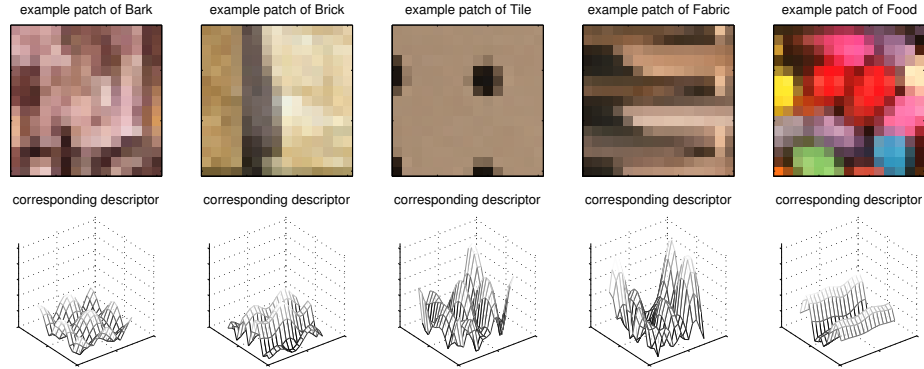 example patch of Bark
example patch of Brick
example patch of Tile
example patch of Fabric
example patch of Food
corresponding descriptor
corresponding descriptor
corresponding descriptor
corresponding descriptor
corresponding descriptor